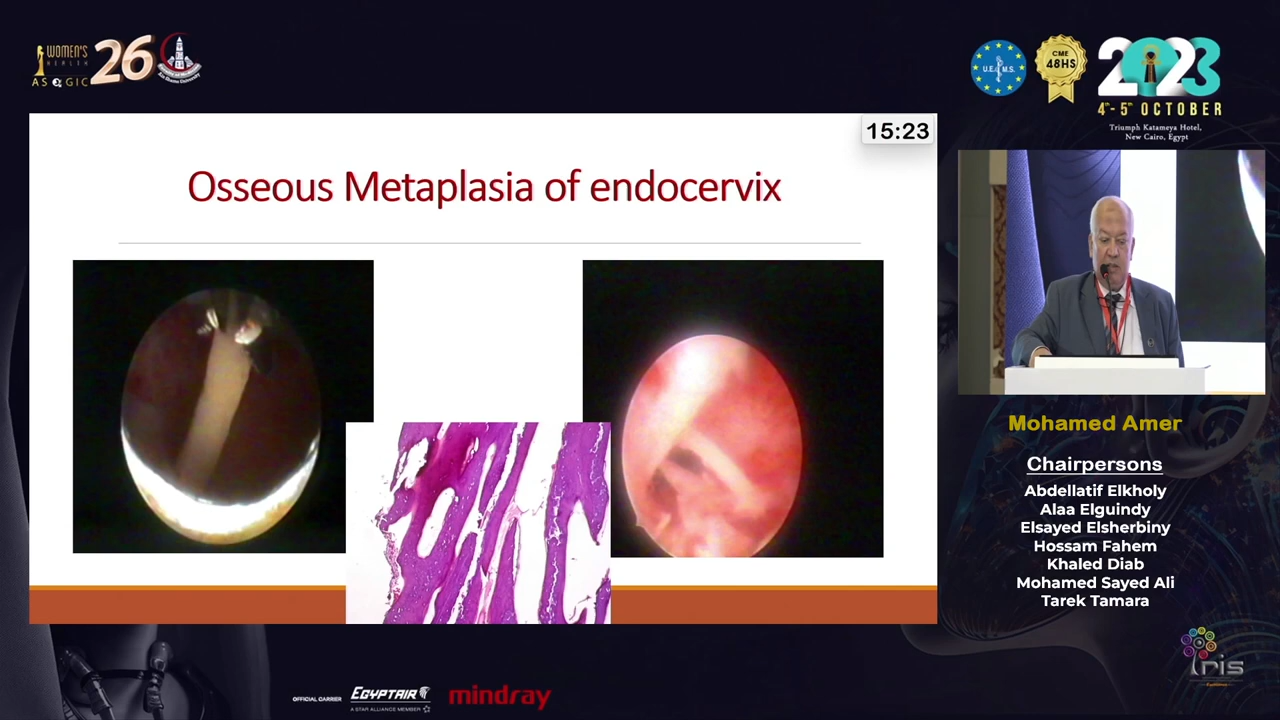 WOMEN'S
HEALTH
ASOGIC
26
U.E.M.S.
CME
48HS
2023
4th - 5th OCTOBER
Triumph Katameya Hotel,
New Cairo, Egypt
15:23
Osseous Metaplasia of endocervix
Mohamed Amer
Chairpersons
Abdellatif Elkholy
Alaa Elguindy
Elsayed Elsherbiny
Hossam Fahem
Khaled Diab
Mohamed Sayed Ali
Tarek Tamara
OFFICIAL CARRIER
EGYPTAIR
A STAR ALLIANCE MEMBER
mindray
Iris